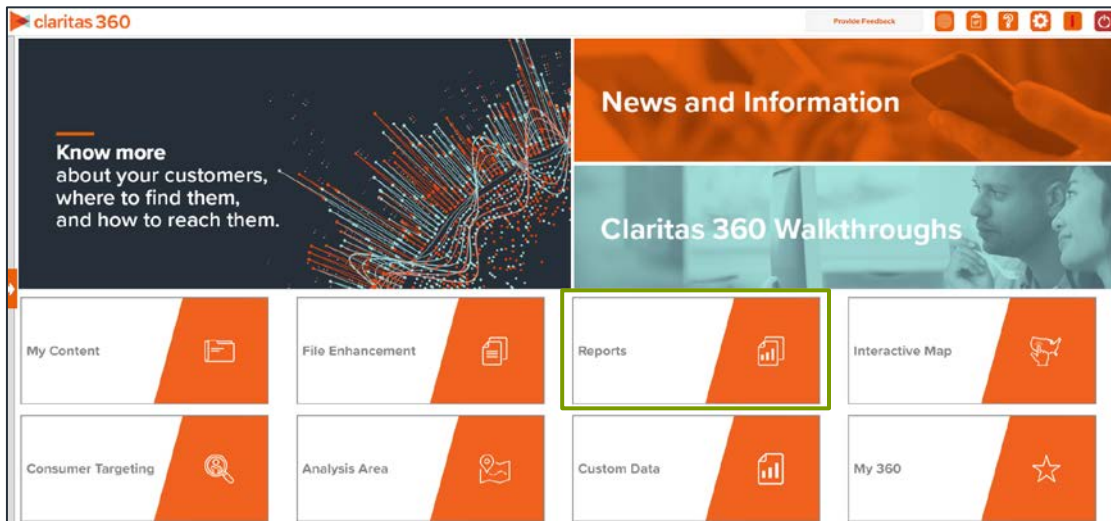 claritas 360
Provide Feedback
Know more
about your customers,
where to find them,
and how to reach them.
News and Information
Claritas 360 Walkthroughs
My Content
File Enhancement
Reports
Interactive Map
Consumer Targeting
Analysis Area
Custom Data
My 360